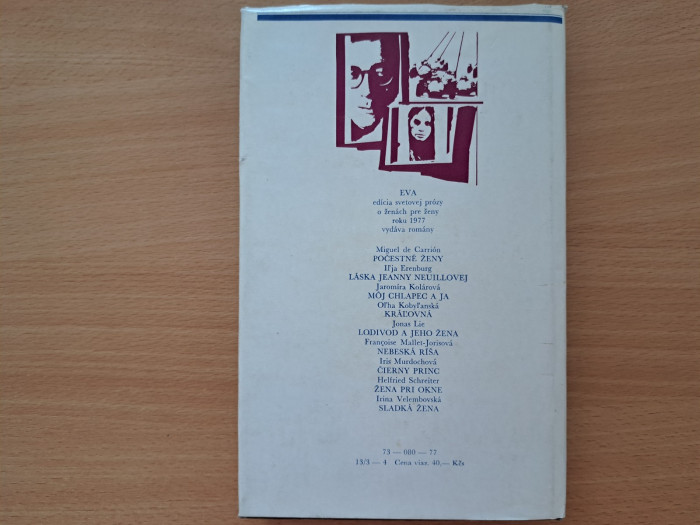 EVA
edícia svetovej prózy
o ženách pre ženy
roku 1977
vydáva romány
Miguel de Carrión
POČESTNÉ ŽENY
Iľja Erenburg
LÁSKA JEANNY NEUILLOVEJ
Jaromíra Kolárová
MÔJ CHLAPEC A JA
Oľha Kobyľanská
KRÁĽOVNÁ
Jonas Lie
LODIVOD A JEHO ŽENA
Françoise Mallet-Jorisová
NEBESKÁ RÍŠA
Iris Murdochová
ČIERNY PRINC
Helfried Schreiter
ŽENA PRI OKNE
Irina Velembovská
SLADKÁ ŽENA
73 — 080 — 77
13/3 — 4 Cena viaz. 40,— Kčs